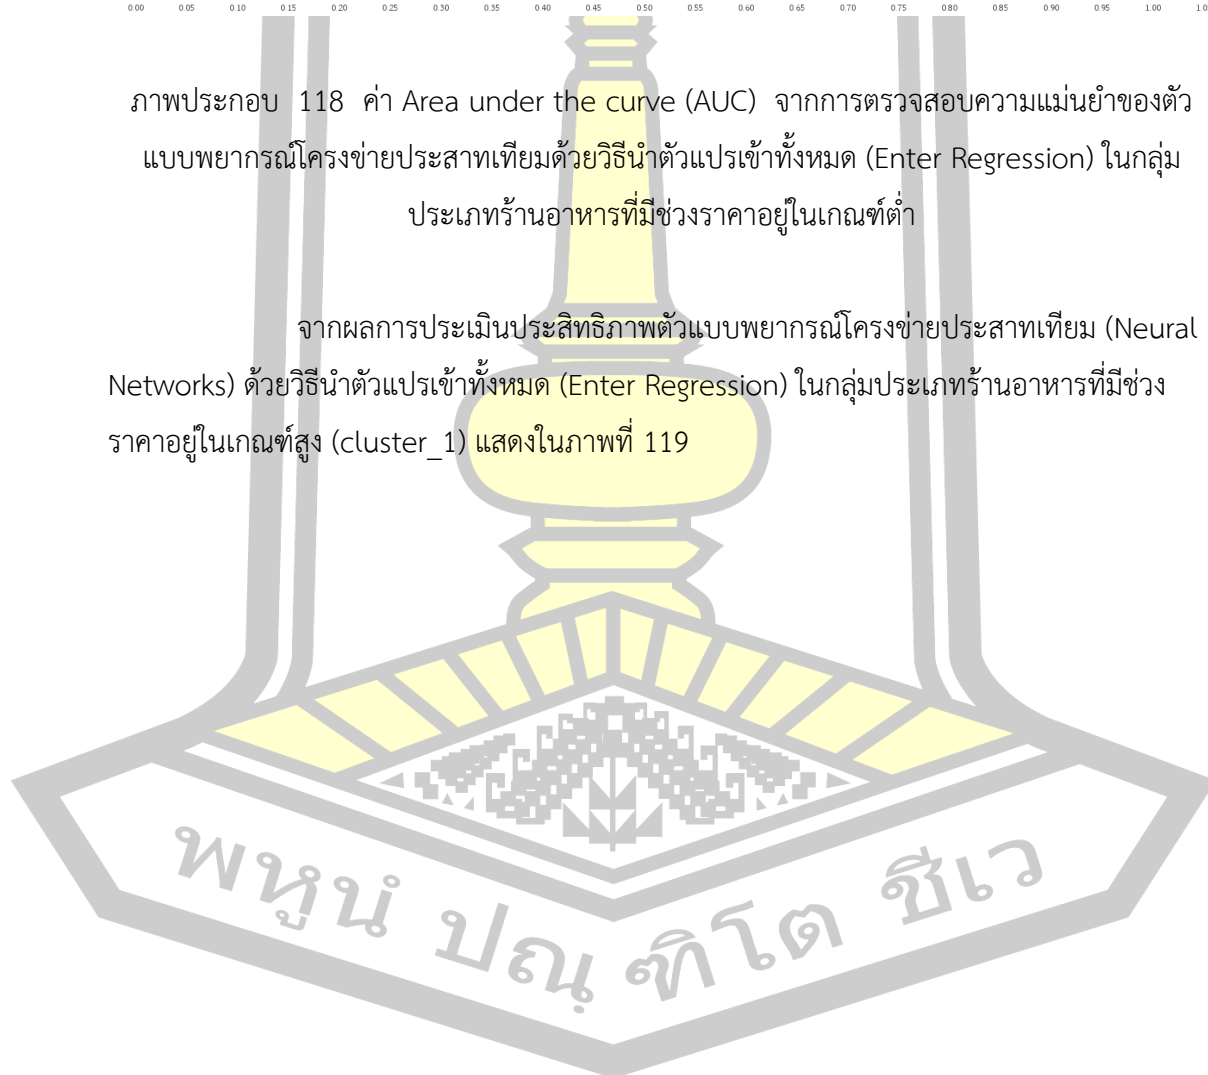 0.00 0.05 0.10 0.15 0.20 0.25 0.30 0.35 0.40 0.45 0.50 0.55 0.60 0.65 0.70 0.75 0.80 0.85 0.90 0.95 1.00
ภาพประกอบ 118 ค่า Area under the curve (AUC) จากการตรวจสอบความแม่นยำของตัว
แบบพยากรณ์โครงข่ายประสาทเทียมด้วยวิธีนำตัวแปรเข้าทั้งหมด (Enter Regression) ในกลุ่ม
ประเภทร้านอาหารที่มีช่วงราคาอยู่ในเกณฑ์ต่ำ
จากผลการประเมินประสิทธิภาพตัวแบบพยากรณ์โครงข่ายประสาทเทียม (Neural
Networks) ด้วยวิธีนำตัวแปรเข้าทั้งหมด (Enter Regression) ในกลุ่มประเภทร้านอาหารที่มีช่วง
ราคาอยู่ในเกณฑ์สูง (cluster_1) แสดงในภาพที่ 119
พหูนํ ปณฺ ฑิโต ชีเว